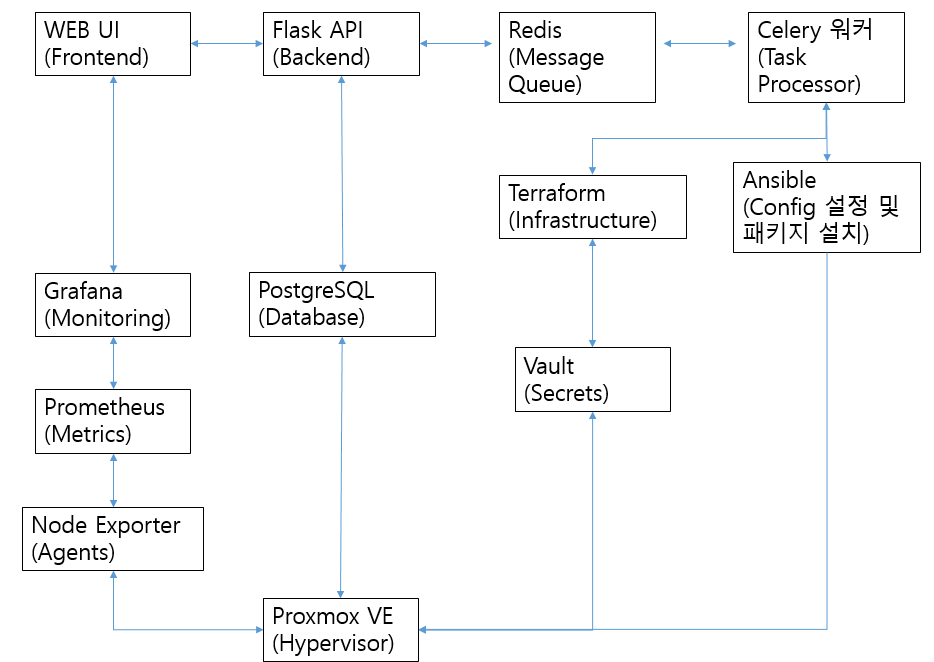 WEB UI
(Frontend)
Flask API
(Backend)
Redis
(Message
Queue)
Celery 워커
(Task
Processor)
Terraform
(Infrastructure)
Ansible
(Config 설정 및
패키지 설치)
Grafana
(Monitoring)
PostgreSQL
(Database)
Vault
(Secrets)
Prometheus
(Metrics)
Node Exporter
(Agents)
Proxmox VE
(Hypervisor)